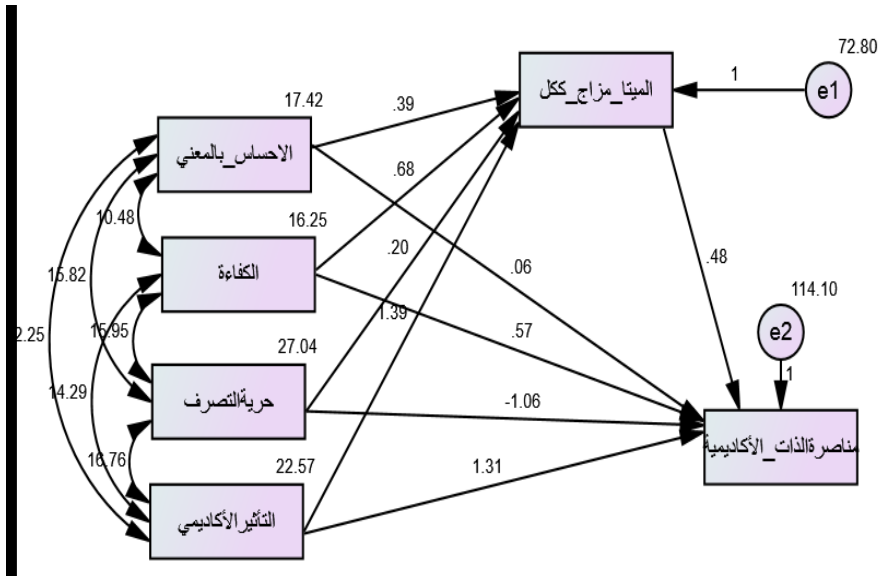 72.80
الميتا_مزاج_ككل
1
e1
17.42
.39
الاحساس_بالمعني
.68
10.48
16.25
.20
.06
.48
الكفاءة
15.82
114.10
1.39
.57
e2
2.25
15.95
27.04
1
14.29
حريةالتصرف
-1.06
مناصرةالذات_الأكاديمية
16.76
22.57
1.31
التأثيرالأكاديمي